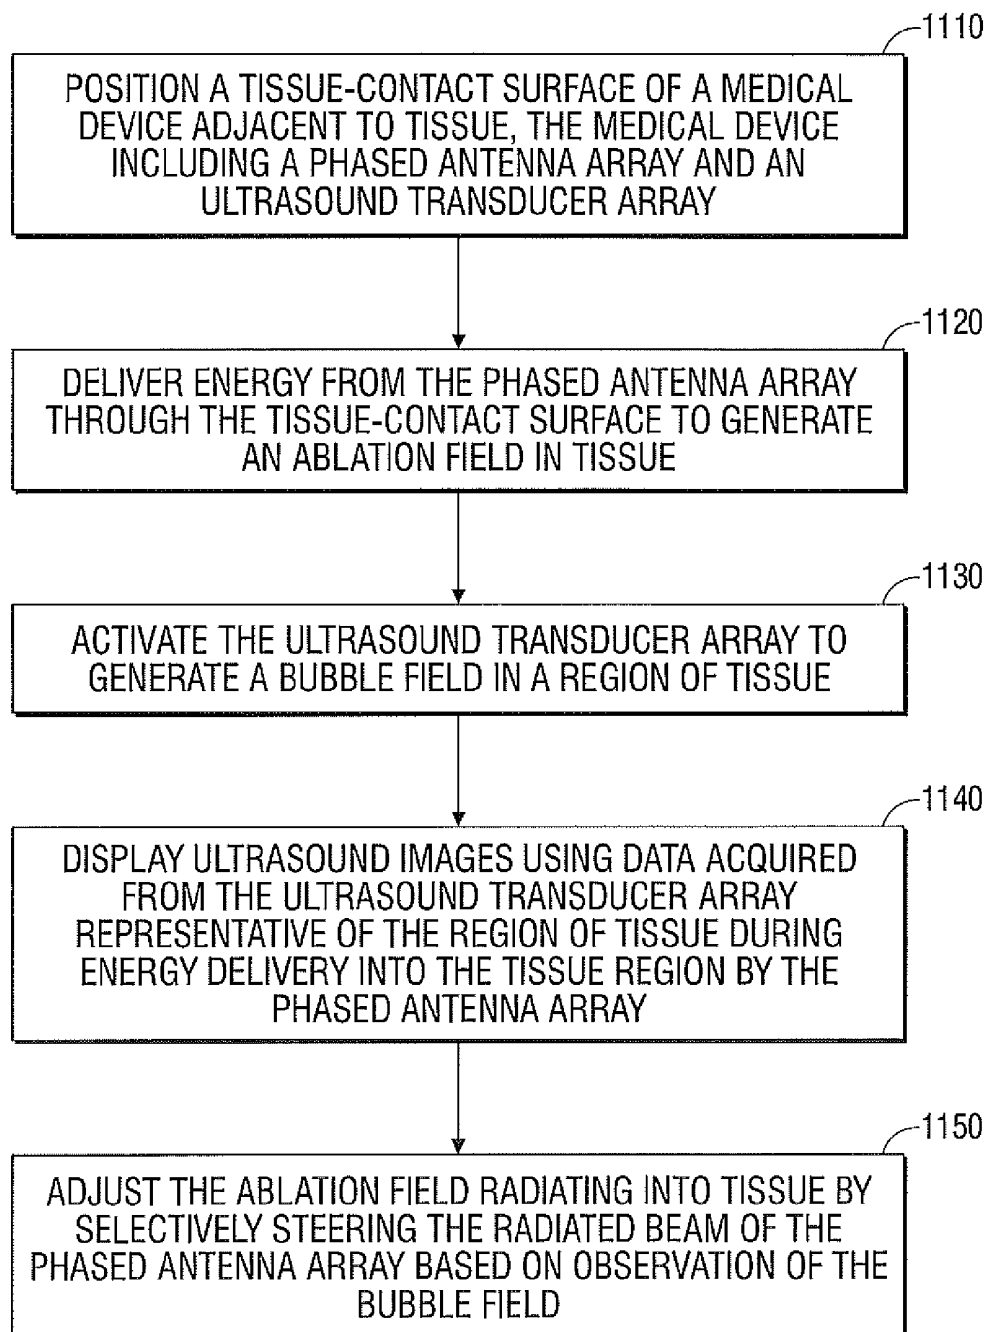 1110
POSITION A TISSUE-CONTACT SURFACE OF A MEDICAL
DEVICE ADJACENT TO TISSUE, THE MEDICAL DEVICE
INCLUDING A PHASED ANTENNA ARRAY AND AN
ULTRASOUND TRANSDUCER ARRAY
1120
DELIVER ENERGY FROM THE PHASED ANTENNA ARRAY
THROUGH THE TISSUE-CONTACT SURFACE TO GENERATE
AN ABLATION FIELD IN TISSUE
1130
ACTIVATE THE ULTRASOUND TRANSDUCER ARRAY TO
GENERATE A BUBBLE FIELD IN A REGION OF TISSUE
1140
DISPLAY ULTRASOUND IMAGES USING DATA ACQUIRED
FROM THE ULTRASOUND TRANSDUCER ARRAY
REPRESENTATIVE OF THE REGION OF TISSUE DURING
ENERGY DELIVERY INTO THE TISSUE REGION BY THE
PHASED ANTENNA ARRAY
1150
ADJUST THE ABLATION FIELD RADIATING INTO TISSUE BY
SELECTIVELY STEERING THE RADIATED BEAM OF THE
PHASED ANTENNA ARRAY BASED ON OBSERVATION OF THE
BUBBLE FIELD